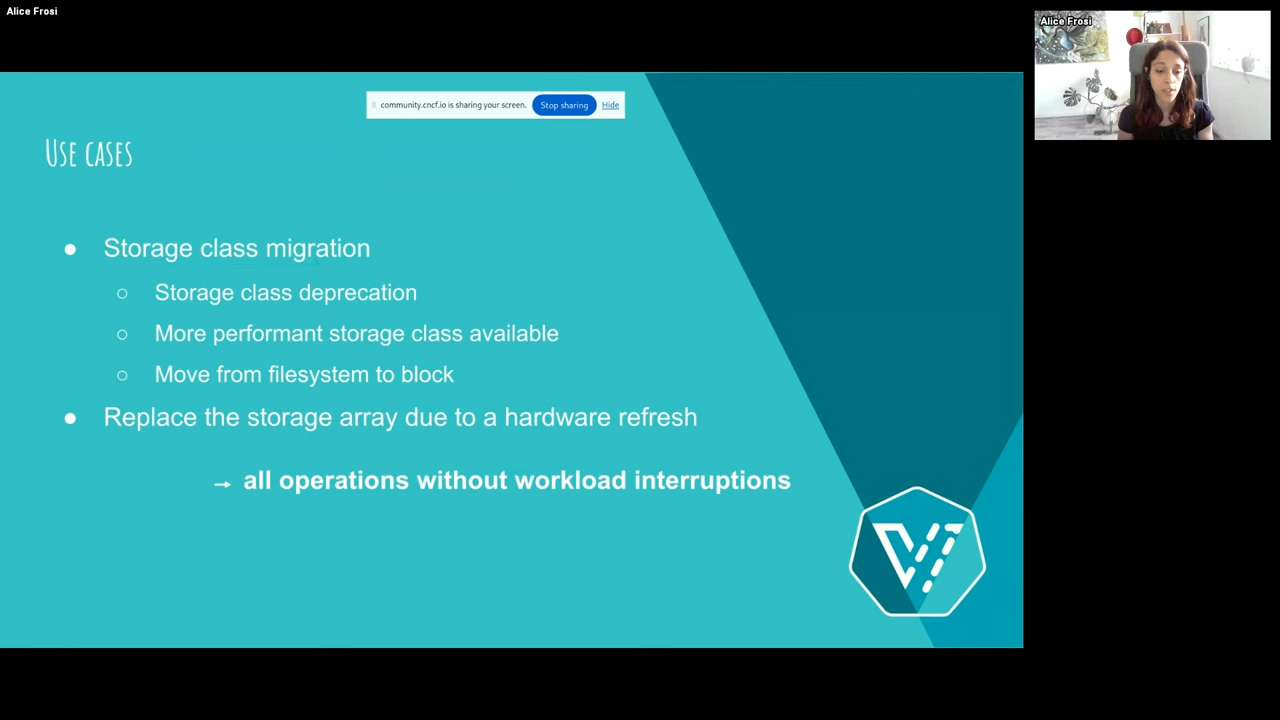 Alice Frosi
Alice Frosi
community.cncf.io is sharing your screen. Stop sharing Hide
Use cases
● Storage class migration
○ Storage class deprecation
○ More performant storage class available
○ Move from filesystem to block
● Replace the storage array due to a hardware refresh
→ all operations without workload interruptions